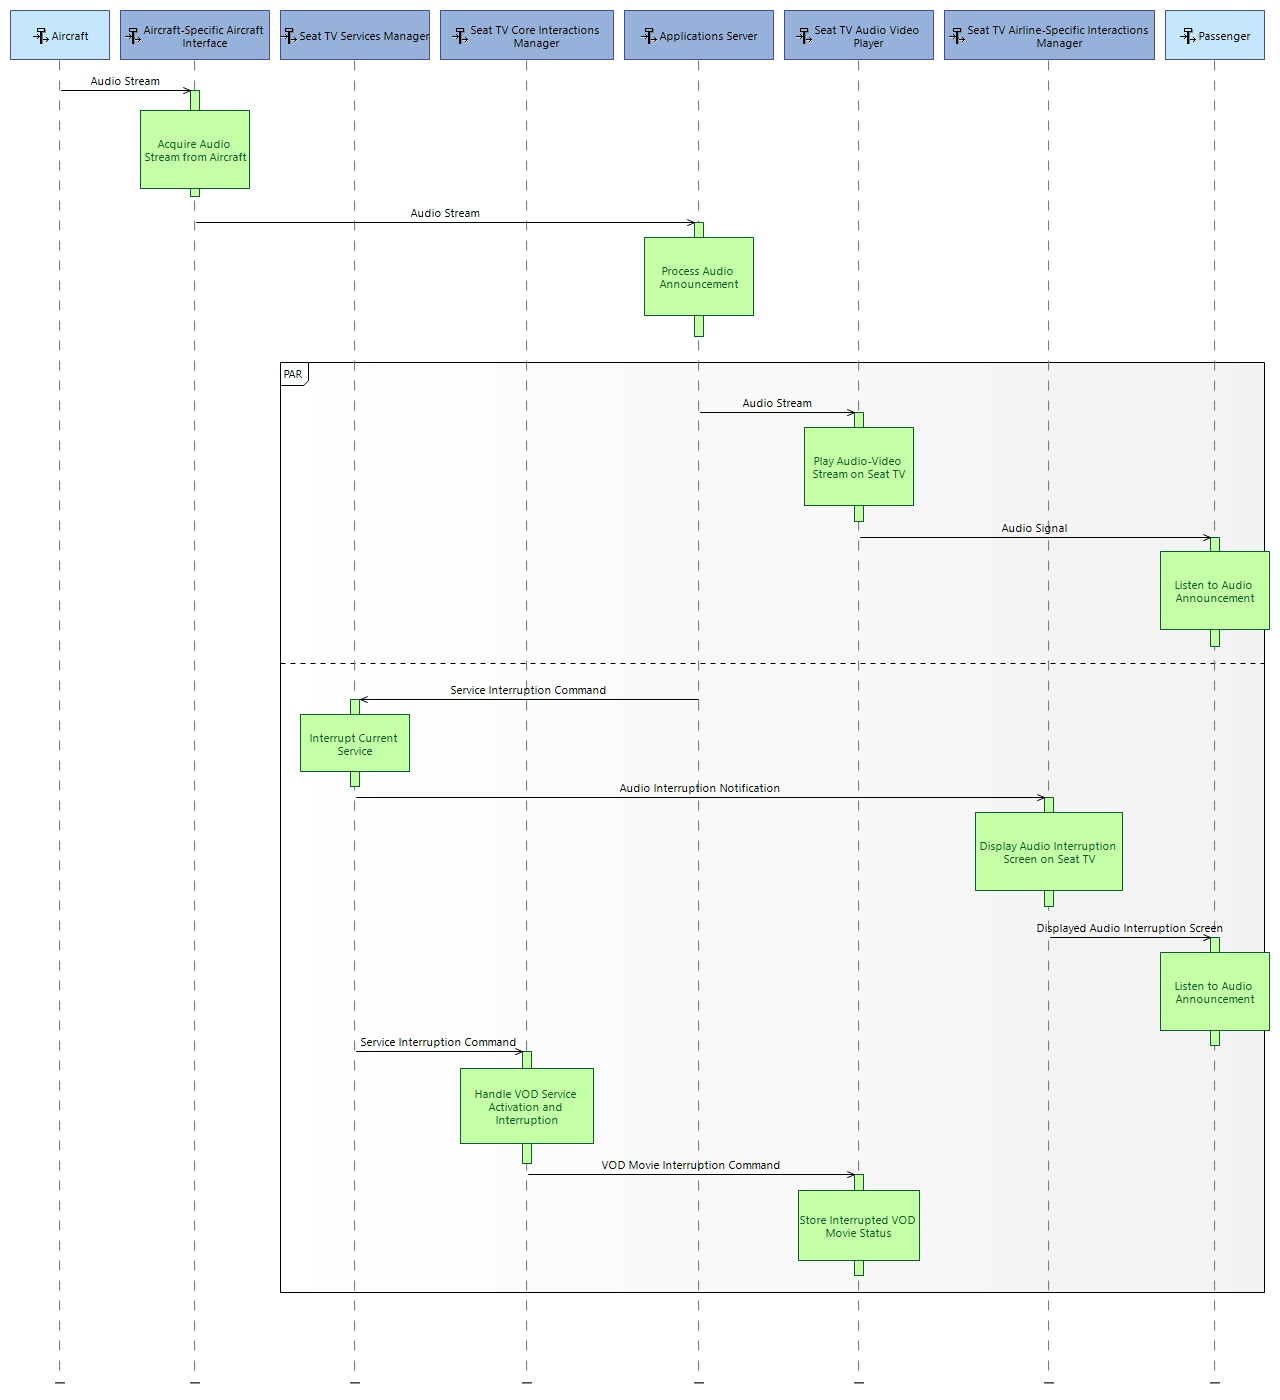 Aircraft
Aircraft-Specific Aircraft
Interface
Seat TV Services Manager
Seat TV Core Interactions
Manager
Applications Server
Seat TV Audio Video
Player
Seat TV Airline-Specific Interactions
Manager
Passenger
Audio Stream
Acquire Audio
Stream from Aircraft
Audio Stream
Process Audio
Announcement
PAR
Audio Stream
Play Audio-Video
Stream on Seat TV
Audio Signal
Listen to Audio
Announcement
Service Interruption Command
Interrupt Current
Service
Audio Interruption Notification
Display Audio Interruption
Screen on Seat TV
Displayed Audio Interruption Screen
Listen to Audio
Announcement
Service Interruption Command
Handle VOD Service
Activation and
Interruption
VOD Movie Interruption Command
Store Interrupted VOD
Movie Status